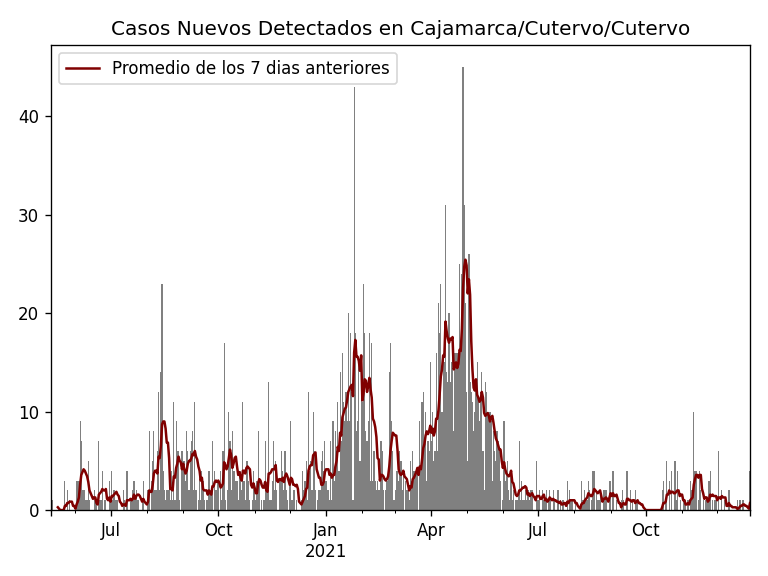 Casos Nuevos Detectados en Cajamarca/Cutervo/Cutervo
Promedio de los 7 dias anteriores
40
30
20
10
0
Jul Oct Jan Apr Jul Oct
2021